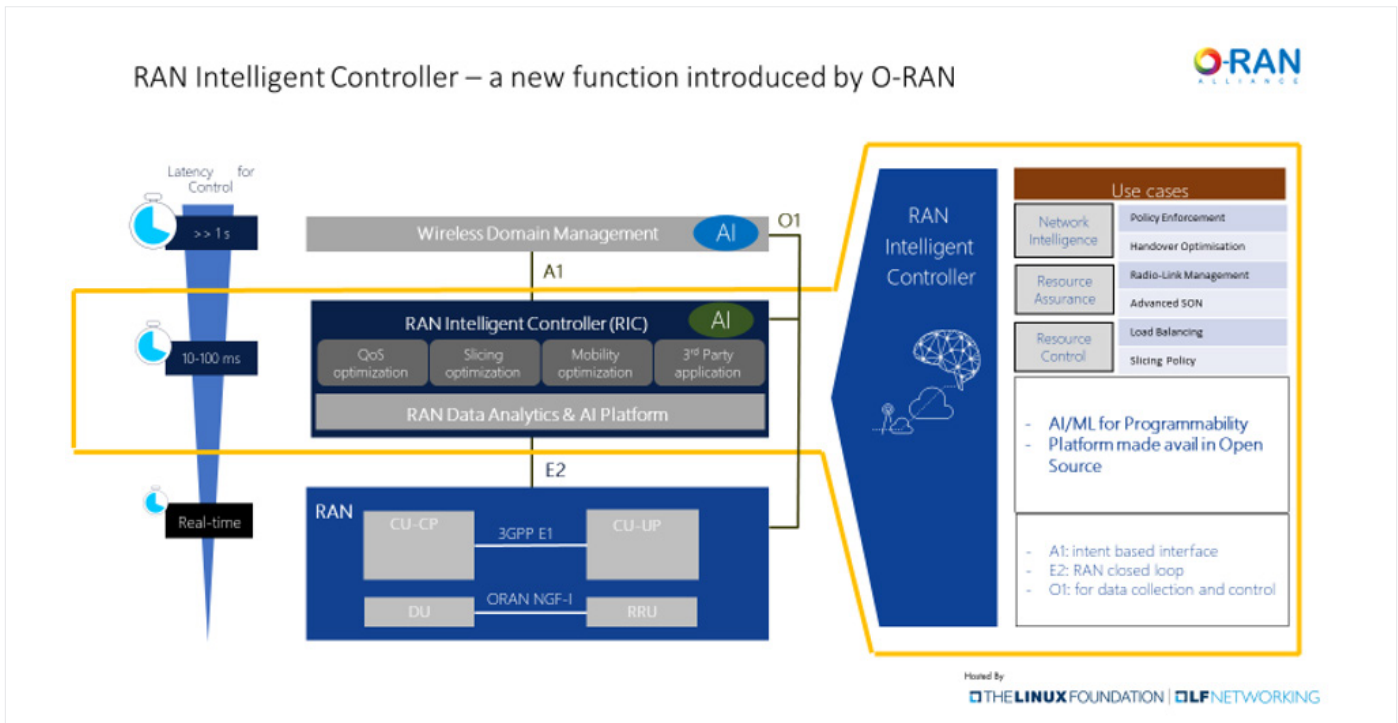 RAN Intelligent Controller – a new function introduced by O-RAN
O-RAN
ALLIANCE
Latency for
Control
>> 1 s
10-100 ms
Real-time
Wireless Domain Management
AI
O1
A1
RAN Intelligent Controller (RIC)
AI
QoS
optimization
Slicing
optimization
Mobility
optimization
3rd Party
application
RAN Data Analytics & AI Platform
E2
RAN
CU-CP
3GPP E1
CU-UP
DU
ORAN NGF-I
RRU
RAN
Intelligent
Controller
Use cases
Network
Intelligence
Policy Enforcement
Handover Optimisation
Resource
Assurance
Radio-Link Management
Advanced SON
Resource
Control
Load Balancing
Slicing Policy
- AI/ML for Programmability
- Platform made avail in Open
Source
- A1: intent based interface
- E2: RAN closed loop
- O1: for data collection and control
Hosted By
THE LINUX FOUNDATION | LFNETWORKING